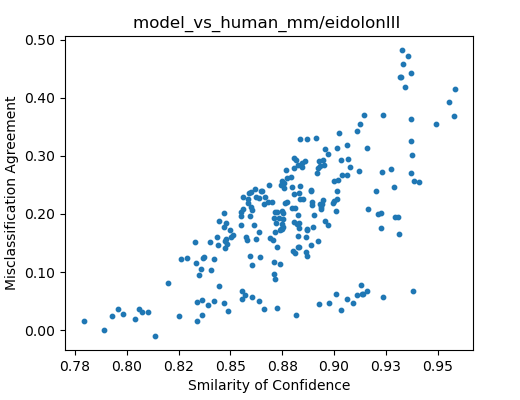 model_vs_human_mm/eidolonIII
Misclassification Agreement
0.50
0.40
0.30
0.20
0.10
0.00
0.78 0.80 0.82 0.85 0.88 0.90 0.93 0.95
Smilarity of Confidence